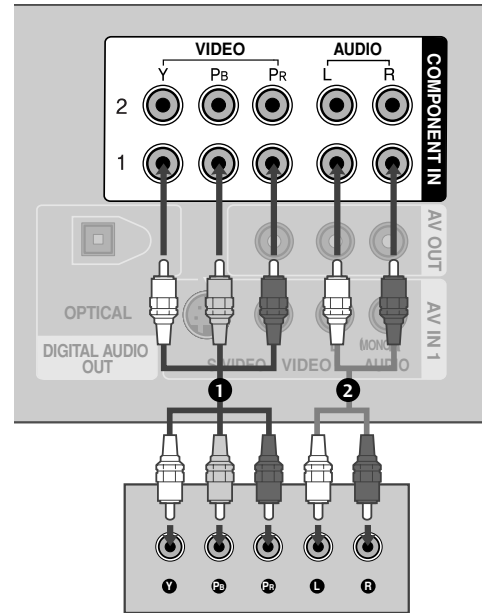 VIDEO AUDIO
Y PB PR L R
2
1
COMPONENT IN
AV OUT
OPTICAL
AV IN 1
DIGITAL AUDIO
OUT
S-VIDEO VIDEO
MONO
AUDIO
1 2
Y PB PR L R